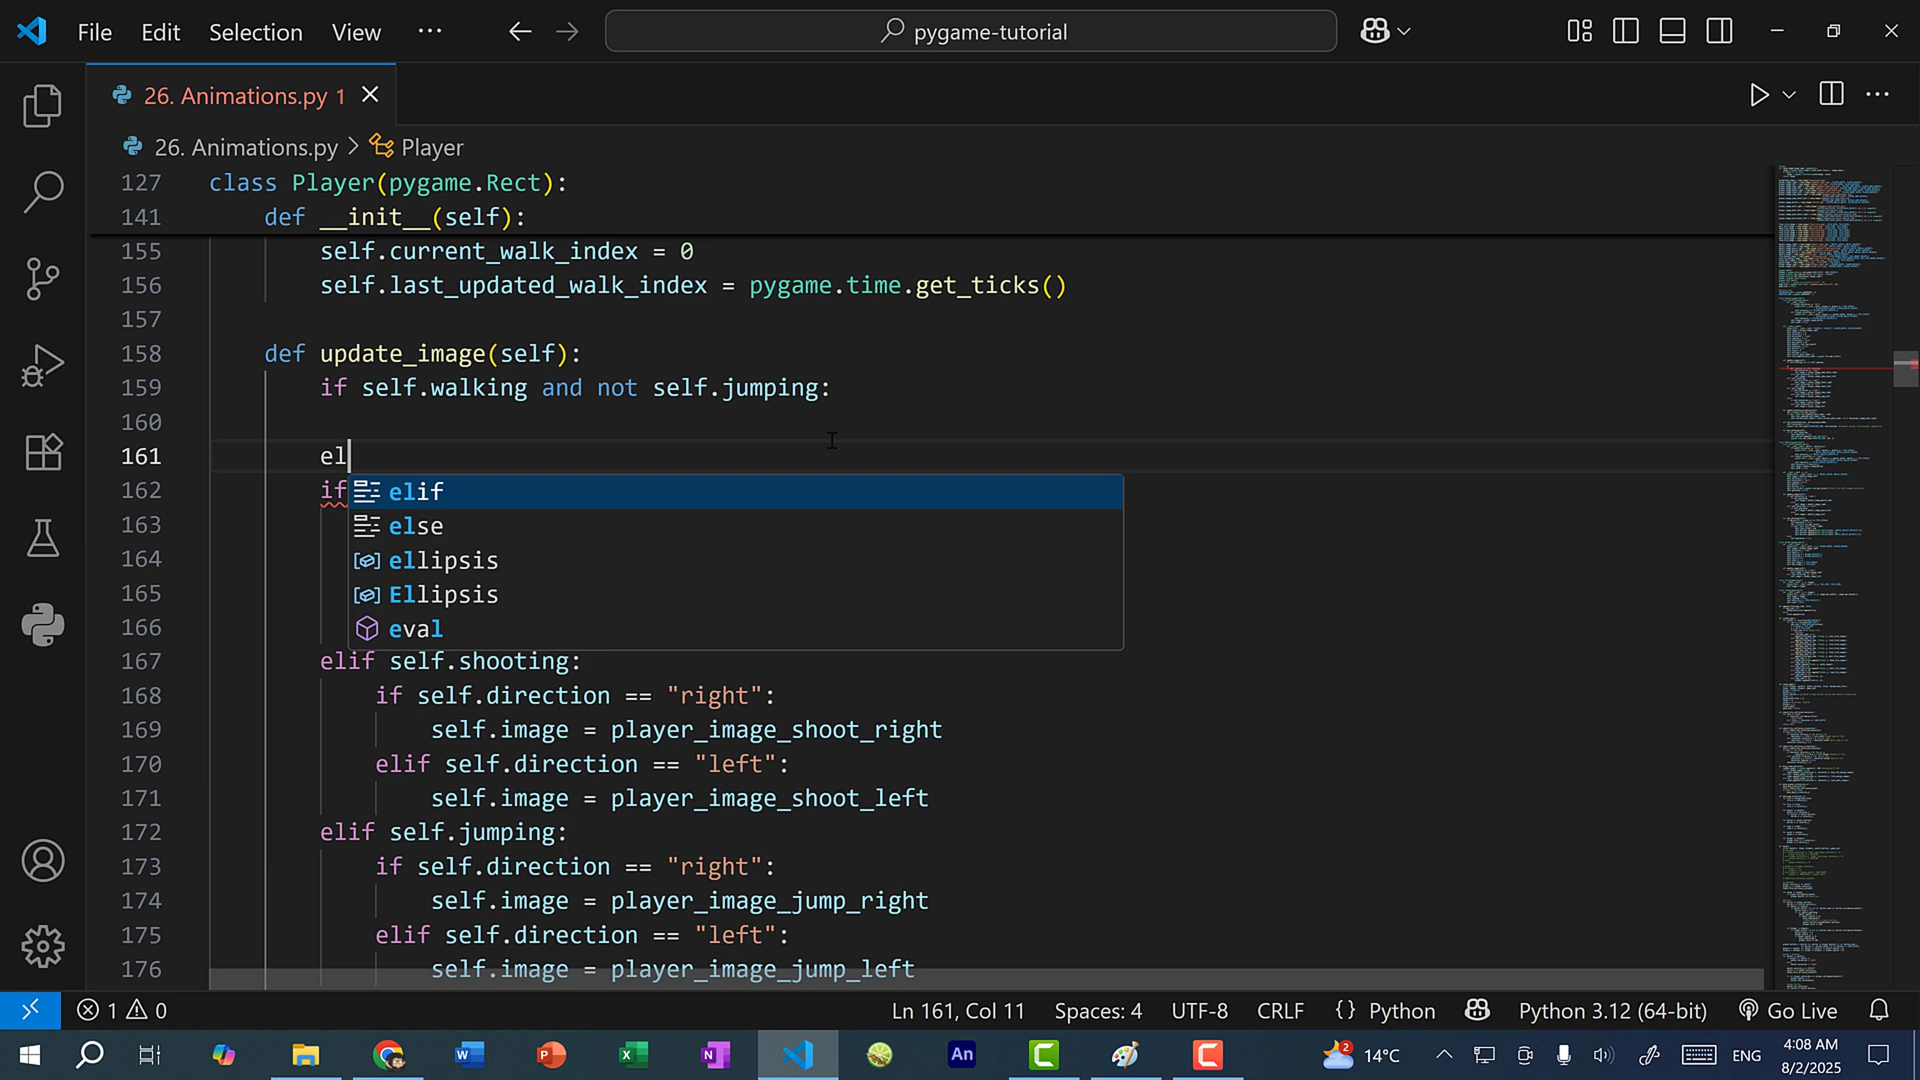 File Edit Selection View ··· pygame-tutorial
26. Animations.py 1
26. Animations.py > Player
127 class Player(pygame.Rect):
141 def __init__(self):
155 self.current_walk_index = 0
156 self.last_updated_walk_index = pygame.time.get_ticks()
157
158 def update_image(self):
159 if self.walking and not self.jumping:
160
161 el
162 if elif
163 else
164 ellipsis
165 Ellipsis
166 eval
167 elif self.shooting:
168 if self.direction == "right":
169 self.image = player_image_shoot_right
170 elif self.direction == "left":
171 self.image = player_image_shoot_left
172 elif self.jumping:
173 if self.direction == "right":
174 self.image = player_image_jump_right
175 elif self.direction == "left":
176 self.image = player_image_jump_left
1 0 Ln 161, Col 11 Spaces: 4 UTF-8 CRLF {} Python Python 3.12 (64-bit) Go Live
2 14°C ENG 4:08 AM
8/2/2025